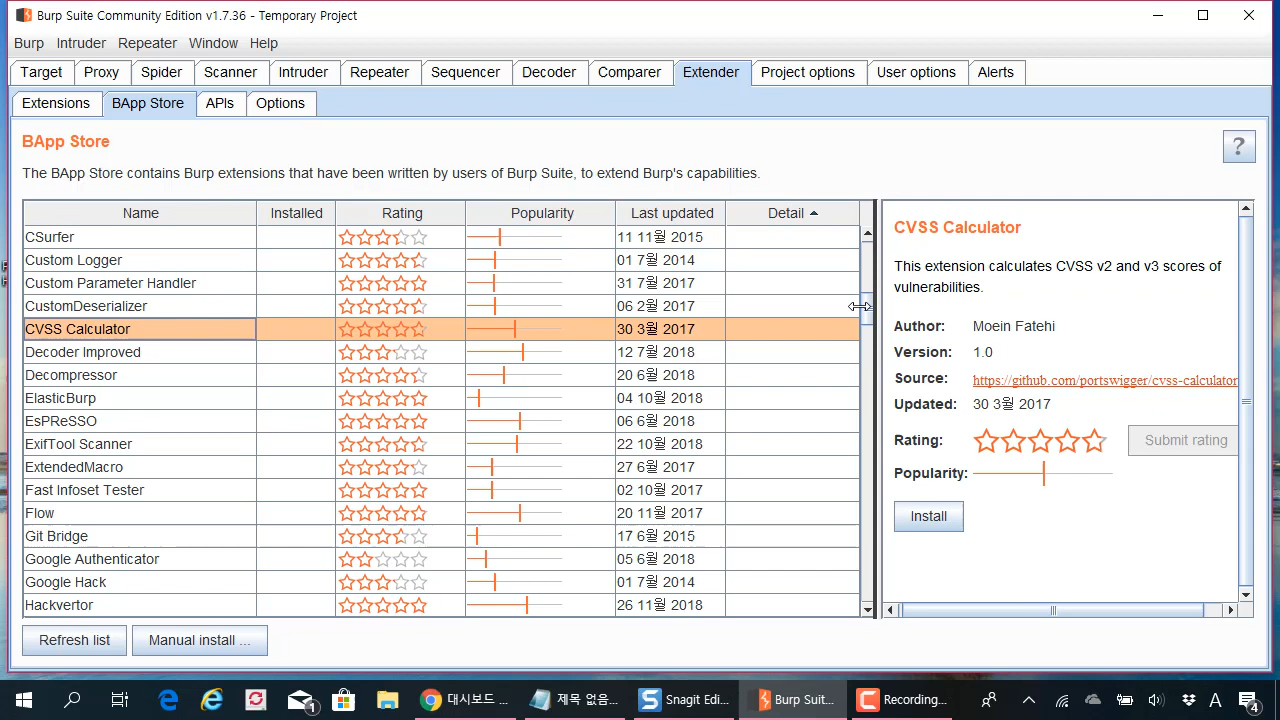 Burp Suite Community Edition v1.7.36 - Temporary Project
Burp Intruder Repeater Window Help
Target Proxy Spider Scanner Intruder Repeater Sequencer Decoder Comparer Extender Project options User options Alerts
Extensions BApp Store APIs Options
BApp Store
?
The BApp Store contains Burp extensions that have been written by users of Burp Suite, to extend Burp's capabilities.
Name Installed Rating Popularity Last updated Detail
CSurfer 11 11월 2015
Custom Logger 01 7월 2014
Custom Parameter Handler 31 7월 2017
CustomDeserializer 06 2월 2017
CVSS Calculator 30 3월 2017
Decoder Improved 12 7월 2018
Decompressor 20 6월 2018
ElasticBurp 04 10월 2018
EsPReSSO 06 6월 2018
ExifTool Scanner 22 10월 2018
ExtendedMacro 27 6월 2017
Fast Infoset Tester 02 10월 2017
Flow 20 11월 2017
Git Bridge 17 6월 2015
Google Authenticator 05 6월 2018
Google Hack 01 7월 2014
Hackvertor 26 11월 2018
CVSS Calculator
This extension calculates CVSS v2 and v3 scores of
vulnerabilities.
Author: Moein Fatehi
Version: 1.0
Source: https://github.com/portswigger/cvss-calculator
Updated: 30 3월 2017
Rating: Submit rating
Popularity:
Install
Refresh list Manual install ...
1 대시보드 ... 제목 없음... Snagit Edi... Burp Suit... Recording... A 4